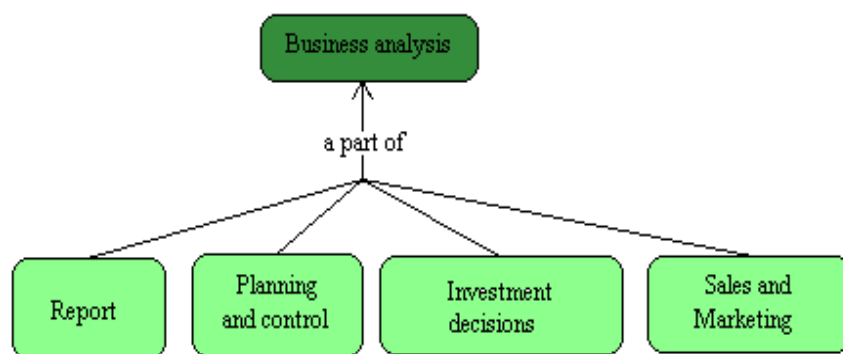 Business analysis
a part of
Report
Planning
and control
Investment
decisions
Sales and
Marketing